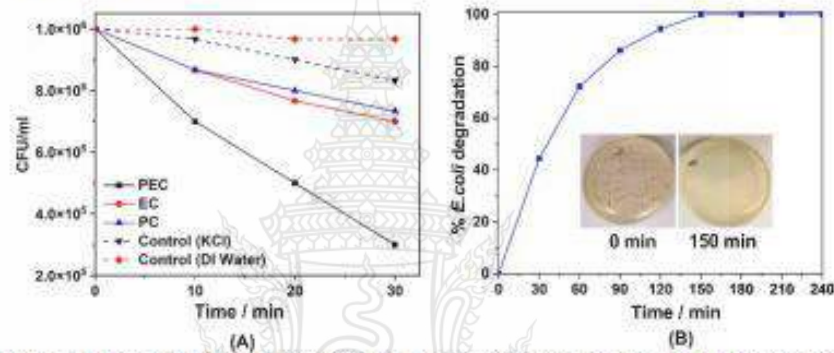 1.0×10⁶
8.0×10⁵
6.0×10⁵
4.0×10⁵
2.0×10⁵
CFU/ml
PEC
EC
PC
Control (KCl)
Control (DI Water)
0 10 20 30
Time / min
(A)
B)
100
80
60
40
20
0
% E.coli degradation
0 min 150 min
0 30 60 90 120 150 180 210 240
Time / min
(B)